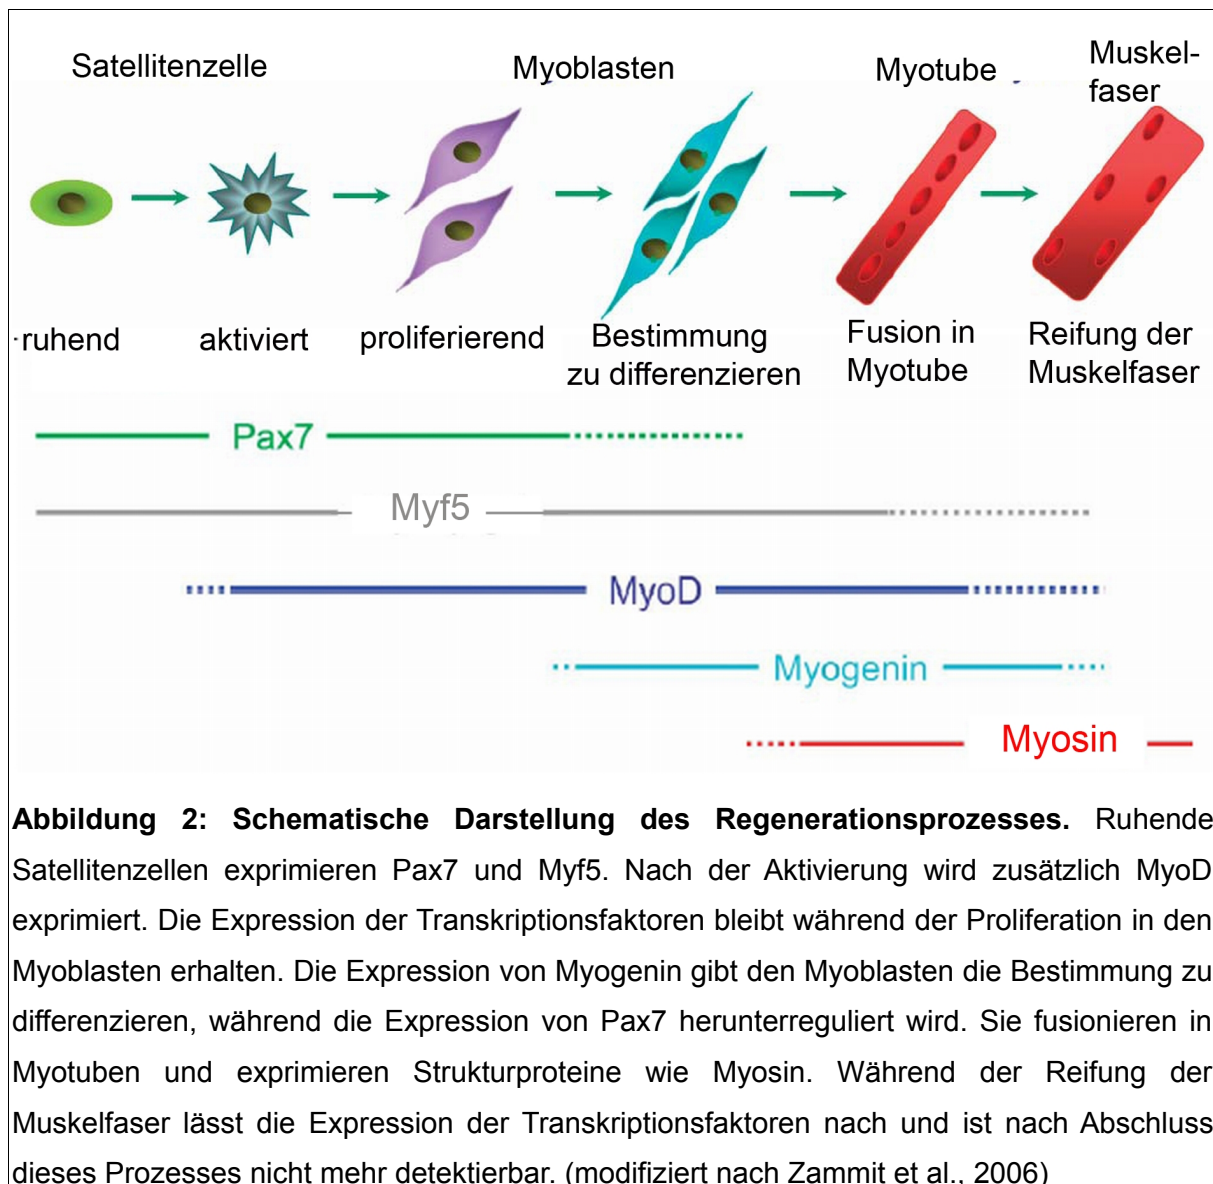 Satellitenzelle
Myoblasten
Myotube
Muskel-
faser
ruhend
aktiviert
proliferierend
Bestimmung
zu differenzieren
Fusion in
Myotube
Reifung der
Muskelfaser
Pax7
Myf5
MyoD
Myogenin
Myosin
Abbildung 2: Schematische Darstellung des Regenerationsprozesses. Ruhende
Satellitenzellen exprimieren Pax7 und Myf5. Nach der Aktivierung wird zusätzlich MyoD
exprimiert. Die Expression der Transkriptionsfaktoren bleibt während der Proliferation in den
Myoblasten erhalten. Die Expression von Myogenin gibt den Myoblasten die Bestimmung zu
differenzieren, während die Expression von Pax7 herunterreguliert wird. Sie fusionieren in
Myotuben und exprimieren Strukturproteine wie Myosin. Während der Reifung der
Muskelfaser lässt die Expression der Transkriptionsfaktoren nach und ist nach Abschluss
dieses Prozesses nicht mehr detektierbar. (modifiziert nach Zammit et al., 2006)